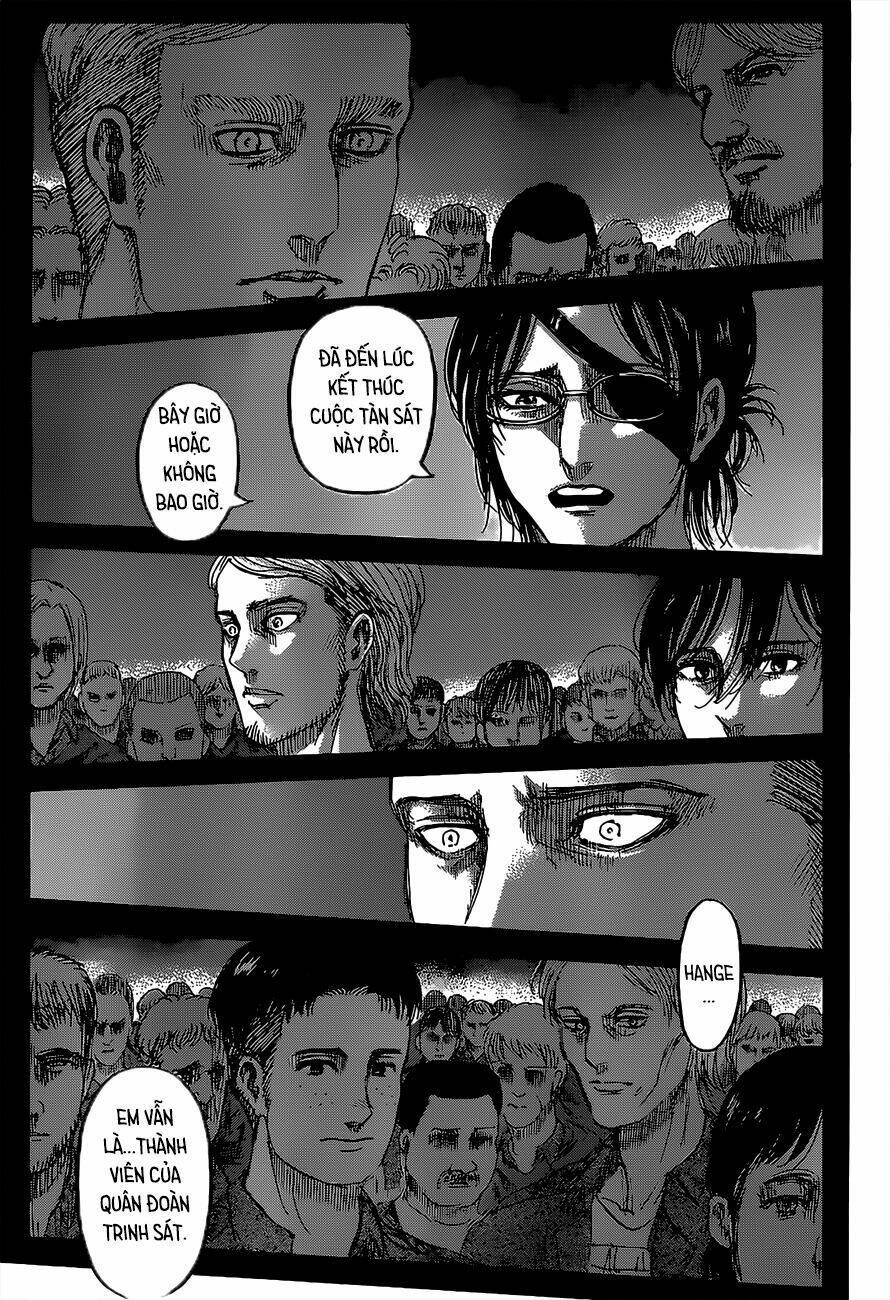 ĐÃ ĐẾN LÚC
KẾT THÚC
CUỘC TÀN SÁT
NÀY RỒI.
BÂY GIỜ
HOẶC
KHÔNG
BAO GIỜ.
HANGE
...
EM VẪN
LÀ...THÀNH
VIÊN CỦA
QUÂN ĐOÀN
TRINH SÁT.